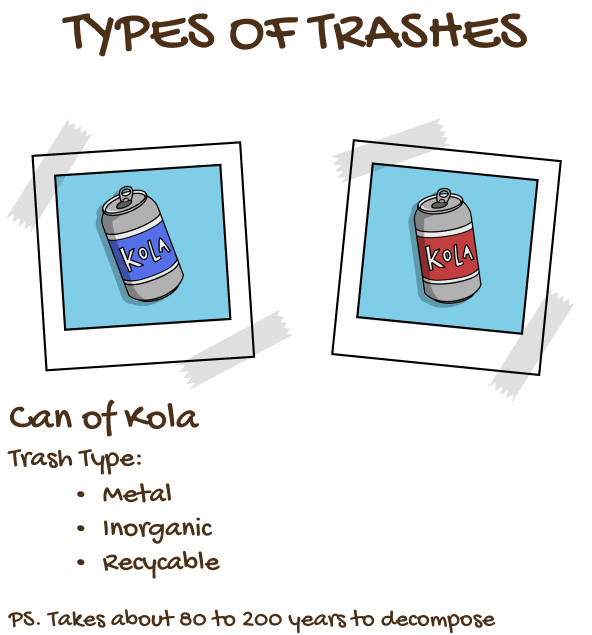 TYPES OF TRASHES
KOLA
KOLA
Can of Kola
Trash Type:
• Metal
• Inorganic
• Recycable
PS. Takes about 80 to 200 years to decompose